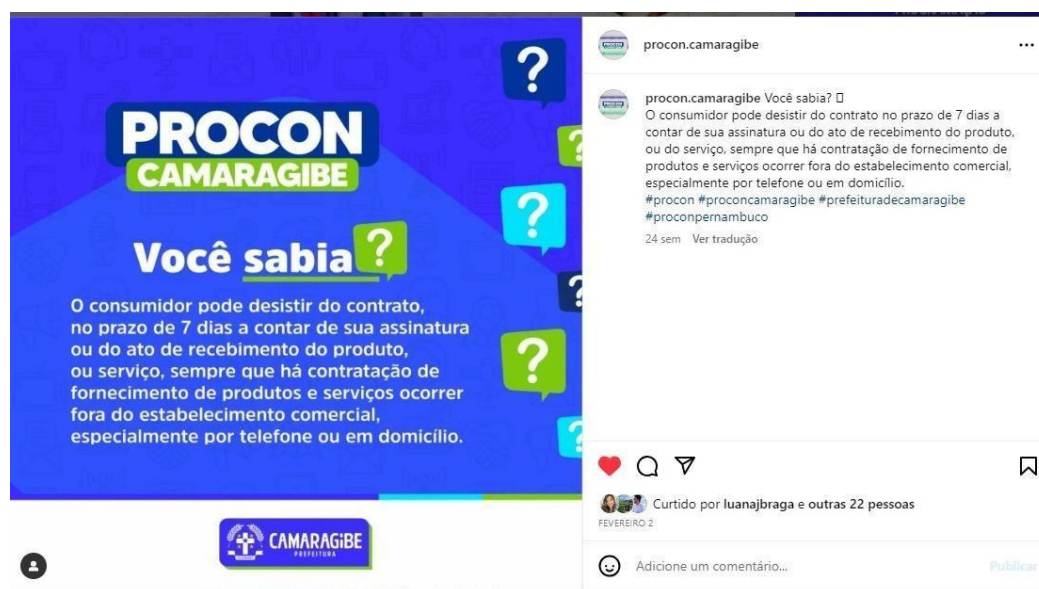 PROCON
CAMARAGIBE
Você sabia?
O consumidor pode desistir do contrato,
no prazo de 7 dias a contar de sua assinatura
ou do ato de recebimento do produto,
ou serviço, sempre que há contratação de
fornecimento de produtos e serviços ocorrer
fora do estabelecimento comercial,
especialmente por telefone ou em domicílio.
CAMARAGIBE
PREFEITURA
procon.camaragibe
procon.camaragibe Você sabia?
O consumidor pode desistir do contrato no prazo de 7 dias a
contar de sua assinatura ou do ato de recebimento do produto,
ou do serviço, sempre que há contratação de fornecimento de
produtos e serviços ocorrer fora do estabelecimento comercial,
especialmente por telefone ou em domicílio.
#procon #proconcamaragibe #prefeituradecamaragibe
#proconpernambuco
24 sem Ver tradução
Curtido por luanajbraga e outras 22 pessoas
FEVEREIRO 2
Adicione um comentário...
Publicar